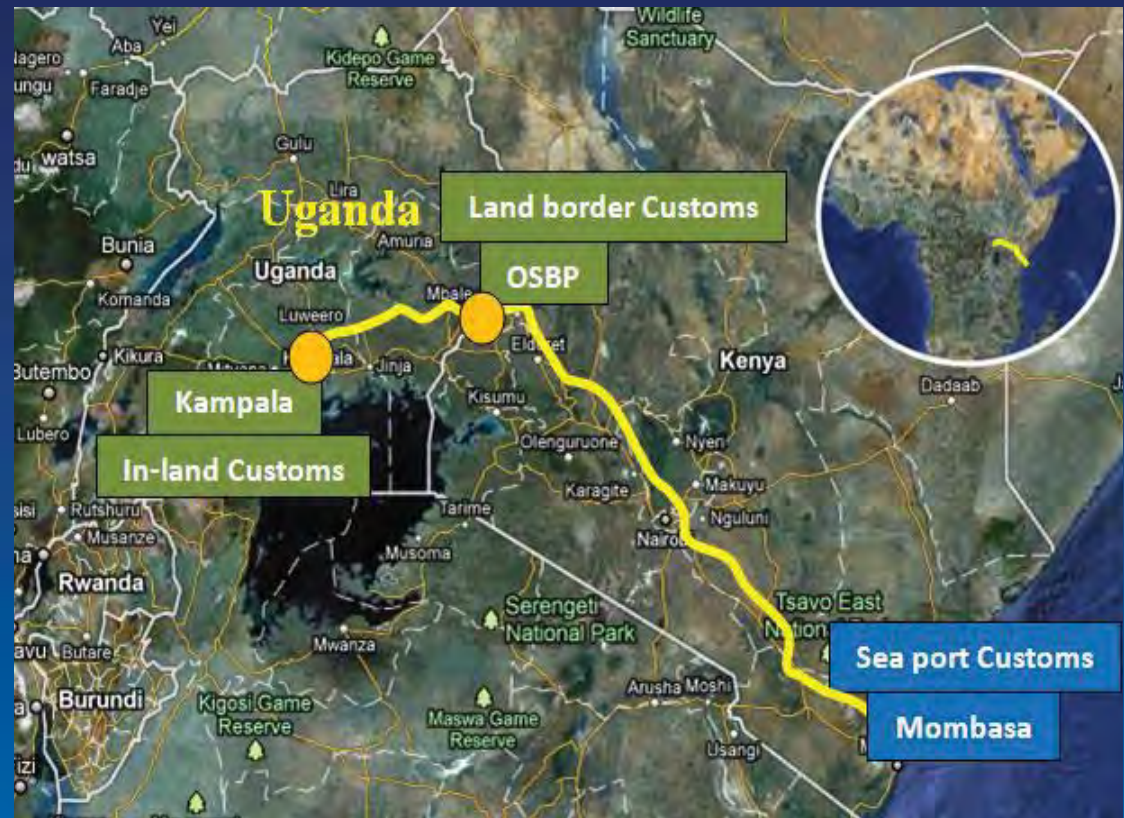 Yei
Wildlife
Sanctuary
Aba
Kidepo Game
Reserve
Faradje
watsa
Gulu
Lira
Uganda
Land border Customs
Amuria
Bunia
Uganda
OSBP
Mbale
Komanda
Luweero
Kikura
Jinja
Kenya
Butembo
Dadaab
Kampala
Kisumu
Lubero
Olenguruone
Nyeri
In-land Customs
Karagite
Makuyu
Rutshuru
Tarime
Nguluni
Musanze
Musoma
Rwanda
Serengeti
National Park
Tsavo East
Mwanza
Butare
Sea port Customs
Burundi
Kigosi Game
Reserve
Arusha
Moshi
Maswa Game
Reserve
Mombasa
Usangi